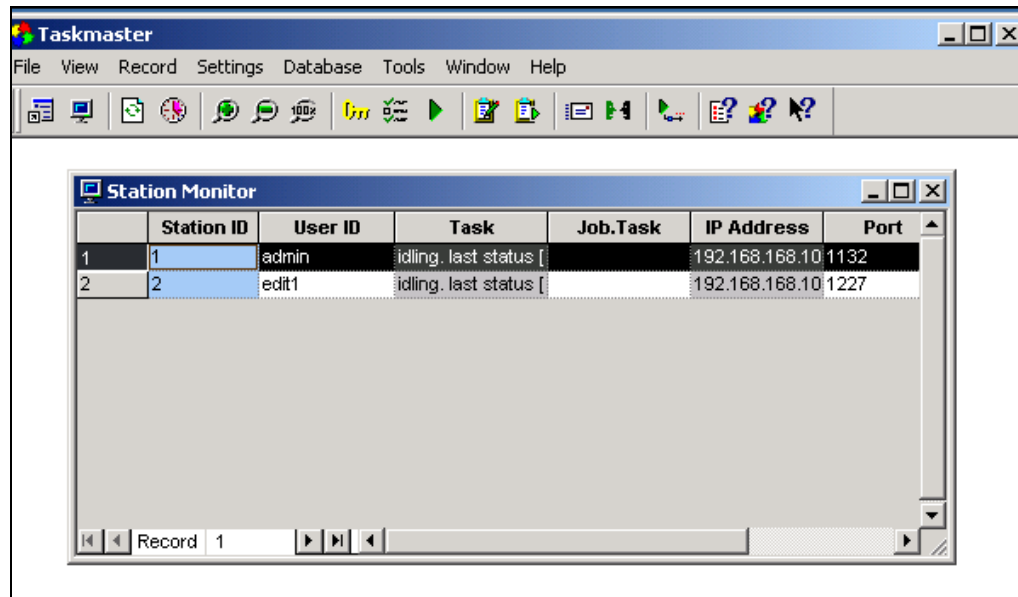 Taskmaster
File View Record Settings Database Tools Window Help
100%
Station Monitor
Station ID User ID Task Job.Task IP Address Port
1 1 admin idling. last status [ 192.168.168.10 1132
2 2 edit1 idling. last status [ 192.168.168.10 1227
Record 1